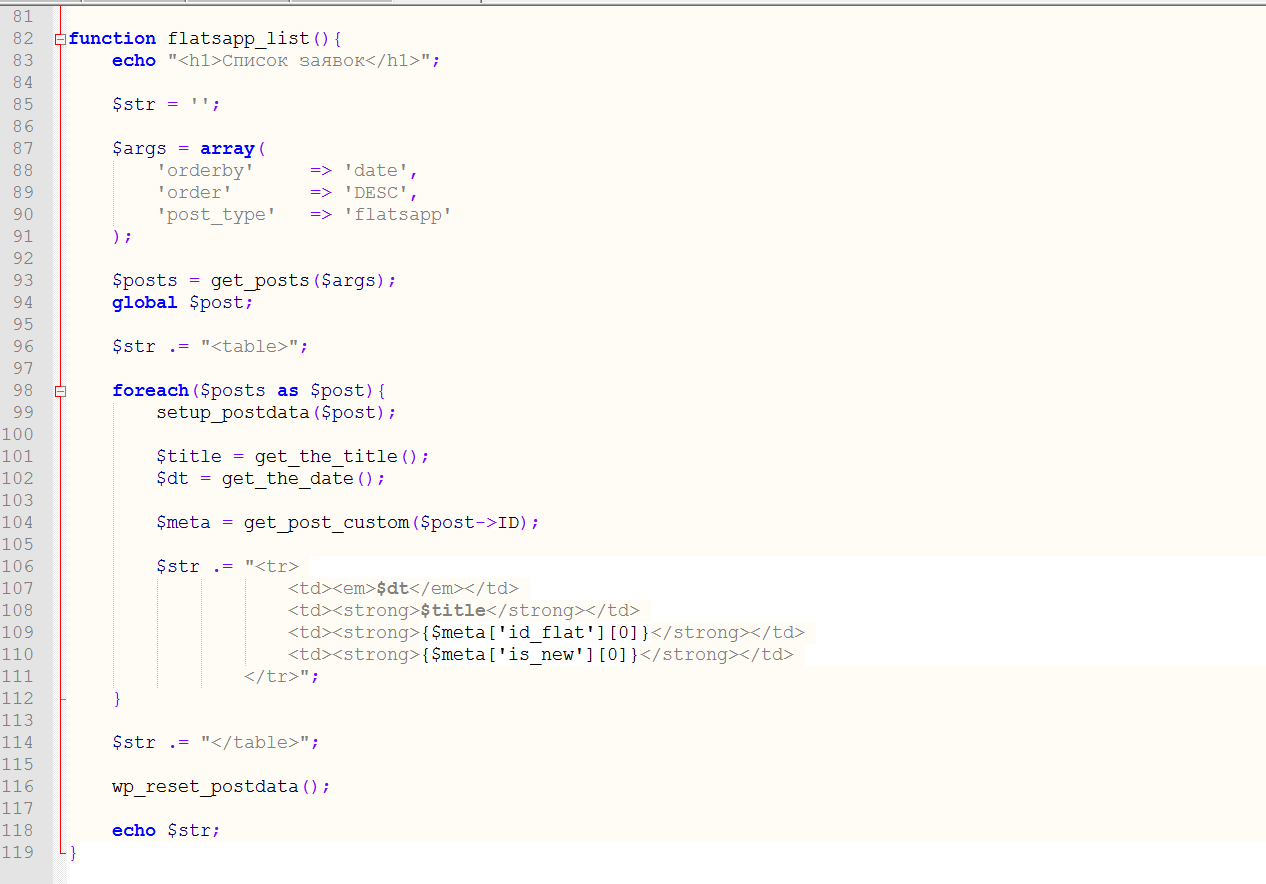 81
82 function flatsapp_list(){
83     echo "<h1>Список заявок</h1>";
84
85     $str = '';
86
87     $args = array(
88         'orderby'     => 'date',
89         'order'       => 'DESC',
90         'post_type'   => 'flatsapp'
91     );
92
93     $posts = get_posts($args);
94     global $post;
95
96     $str .= "<table>";
97
98     foreach($posts as $post){
99         setup_postdata($post);
100
101         $title = get_the_title();
102         $dt = get_the_date();
103
104         $meta = get_post_custom($post->ID);
105
106         $str .= "<tr>
107                     <td><em>$dt</em></td>
108                     <td><strong>$title</strong></td>
109                     <td><strong>{$meta['id_flat'][0]}</strong></td>
110                     <td><strong>{$meta['is_new'][0]}</strong></td>
111                 </tr>";
112     }
113
114     $str .= "</table>";
115
116     wp_reset_postdata();
117
118     echo $str;
119 }